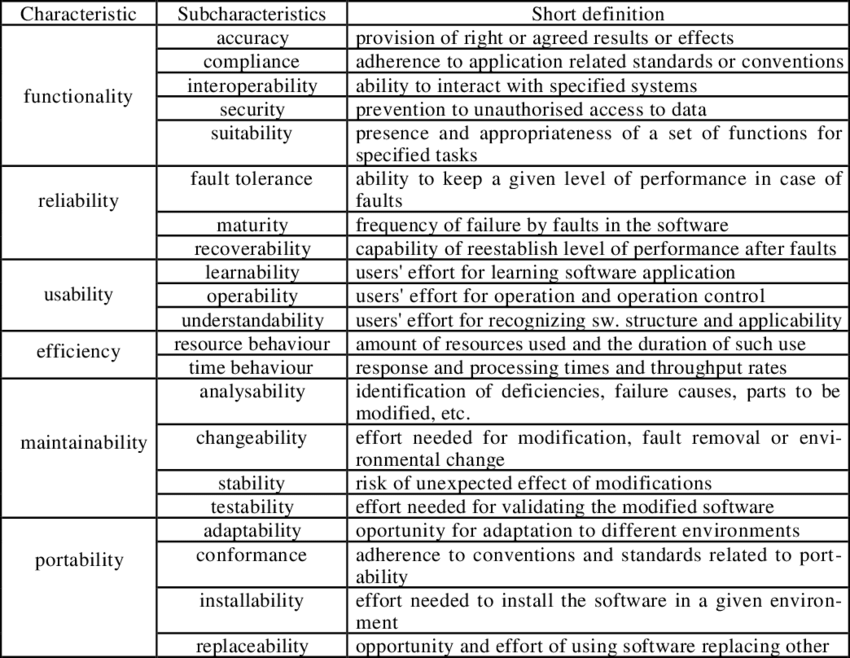 Characteristic Subcharacteristics Short definition
functionality
accuracy provision of right or agreed results or effects
compliance adherence to application related standards or conventions
interoperability ability to interact with specified systems
security prevention to unauthorised access to data
suitability presence and appropriateness of a set of functions for
specified tasks
reliability
fault tolerance ability to keep a given level of performance in case of
faults
maturity frequency of failure by faults in the software
recoverability capability of reestablish level of performance after faults
usability
learnability users' effort for learning software application
operability users' effort for operation and operation control
understandability users' effort for recognizing sw. structure and applicability
efficiency
resource behaviour amount of resources used and the duration of such use
time behaviour response and processing times and throughput rates
maintainability
analysability identification of deficiencies, failure causes, parts to be
modified, etc.
changeability effort needed for modification, fault removal or envi-
ronmental change
stability risk of unexpected effect of modifications
testability effort needed for validating the modified software
portability
adaptability oportunity for adaptation to different environments
conformance adherence to conventions and standards related to port-
ability
installability effort needed to install the software in a given environ-
ment
replaceability opportunity and effort of using software replacing other